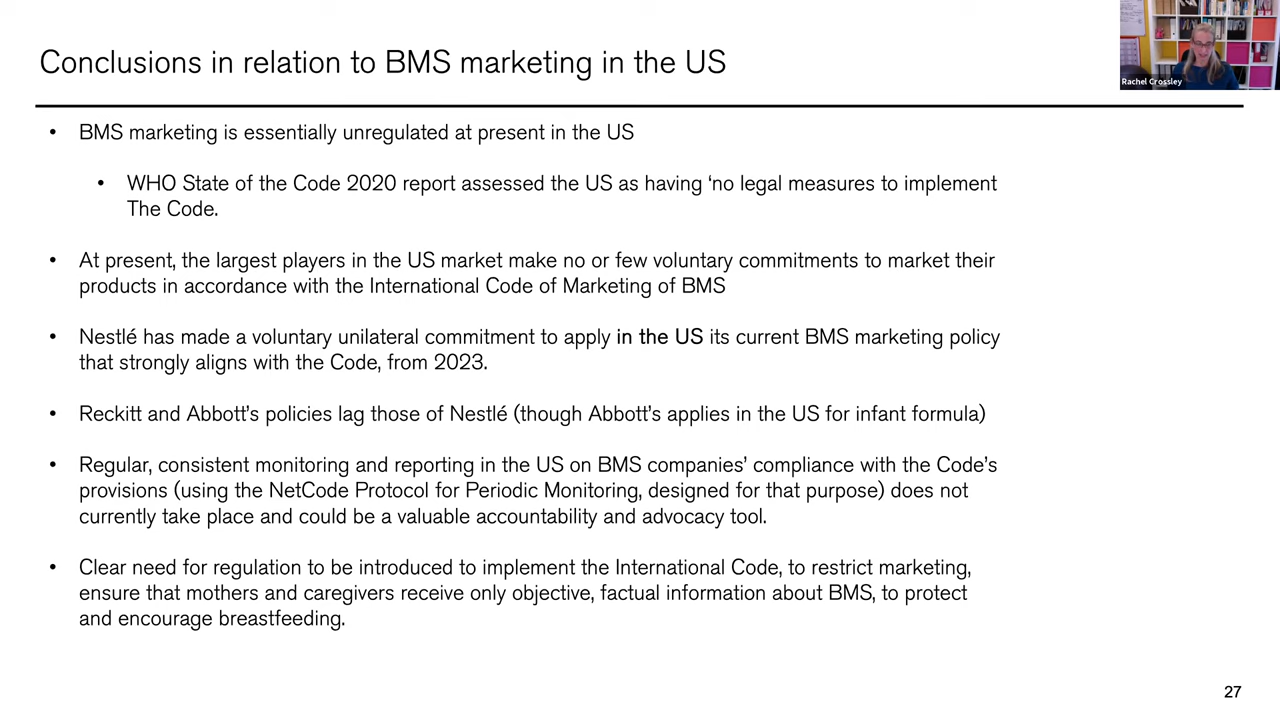 Conclusions in relation to BMS marketing in the US
Rachel Crossley
• BMS marketing is essentially unregulated at present in the US
• WHO State of the Code 2020 report assessed the US as having ‘no legal measures to implement
The Code.
• At present, the largest players in the US market make no or few voluntary commitments to market their
products in accordance with the International Code of Marketing of BMS
• Nestlé has made a voluntary unilateral commitment to apply in the US its current BMS marketing policy
that strongly aligns with the Code, from 2023.
• Reckitt and Abbott’s policies lag those of Nestlé (though Abbott’s applies in the US for infant formula)
• Regular, consistent monitoring and reporting in the US on BMS companies’ compliance with the Code’s
provisions (using the NetCode Protocol for Periodic Monitoring, designed for that purpose) does not
currently take place and could be a valuable accountability and advocacy tool.
• Clear need for regulation to be introduced to implement the International Code, to restrict marketing,
ensure that mothers and caregivers receive only objective, factual information about BMS, to protect
and encourage breastfeeding.
27